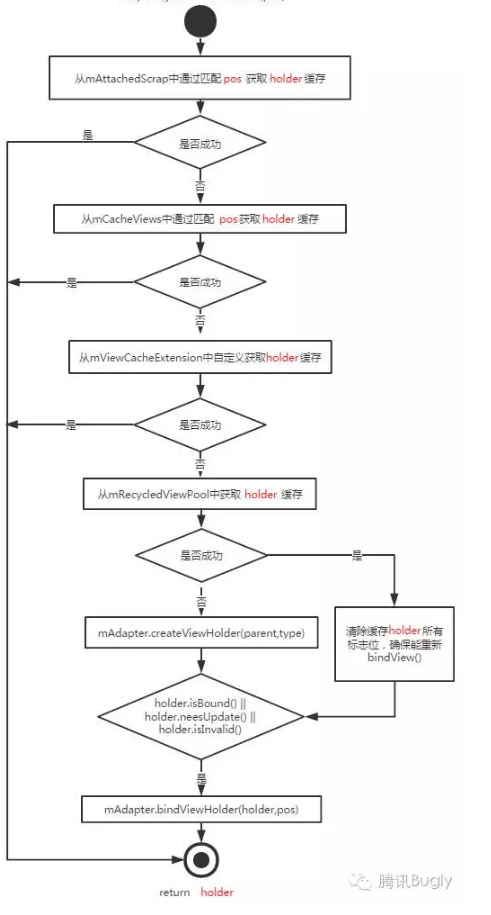 从mAttachedScrap中通过匹配 pos 获取 holder 缓存
是否成功
是
否
从mCacheViews中通过匹配 pos获取holder 缓存
是否成功
是
否
从mViewCacheExtension中自定义获取holder缓存
是否成功
是
否
从mRecycledViewPool中获取 holder 缓存
是否成功
是
否
清除缓存holder所有
标志位，确保能重新
bindView()
mAdapter.createViewHolder(parent,type)
holder.isBound() ||
holder.neesUpdate() ||
holder.isInvalid()
是
mAdapter.bindViewHolder(holder,pos)
return holder
腾讯Bugly